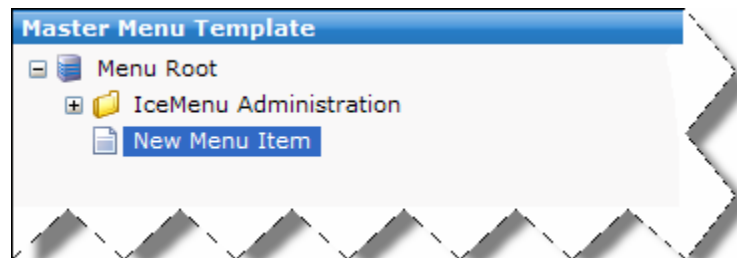 Master Menu Template
Menu Root
IceMenu Administration
New Menu Item